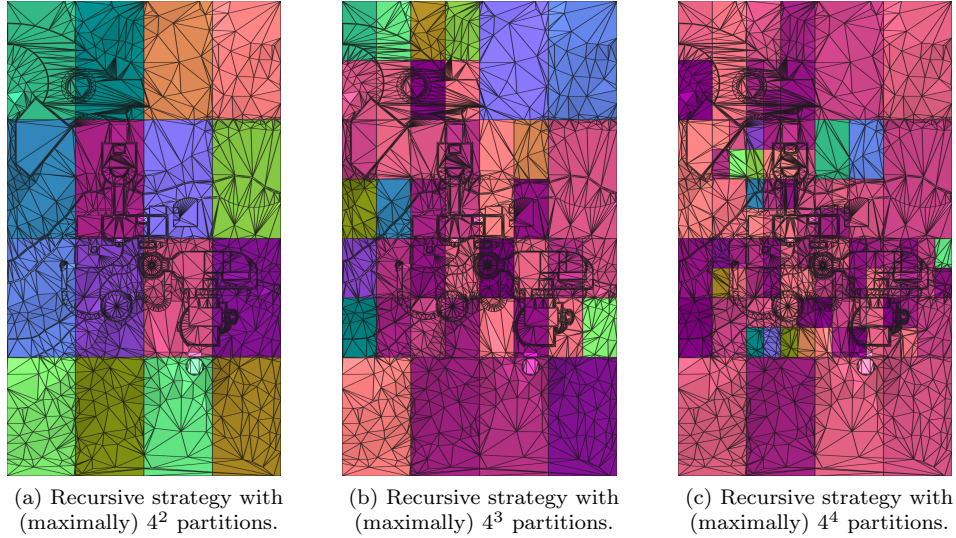 (a) Recursive strategy with
(maximally) 4² partitions.
(b) Recursive strategy with
(maximally) 4³ partitions.
(c) Recursive strategy with
(maximally) 4⁴ partitions.